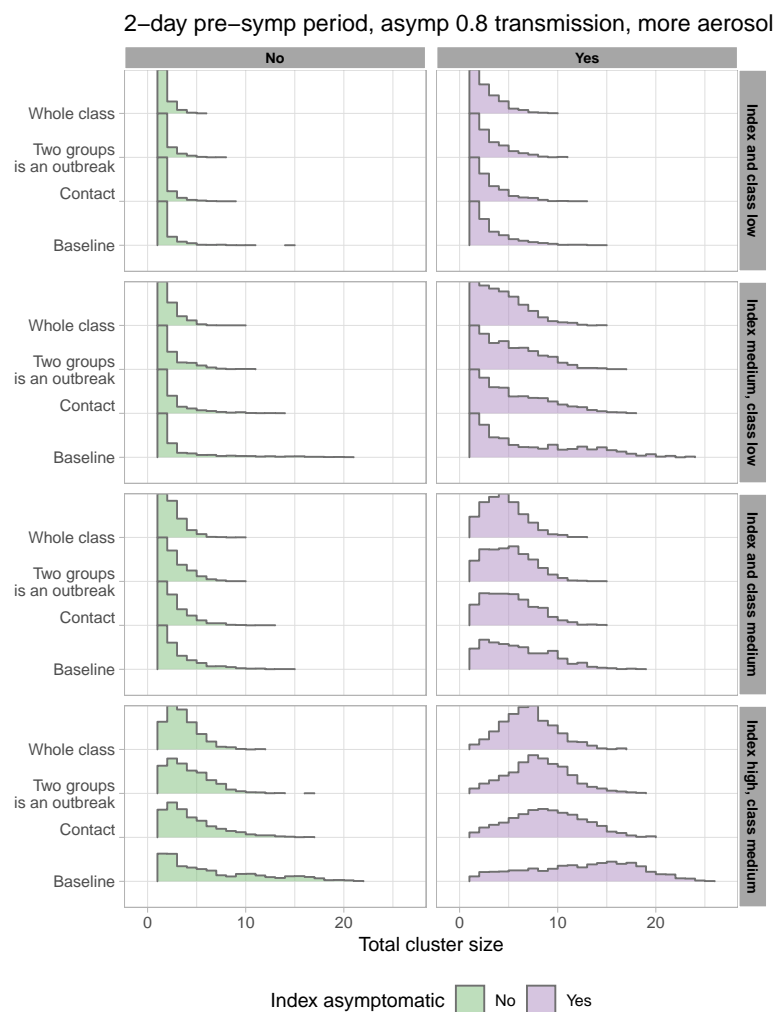 2−day pre−symp period, asymp 0.8 transmission, more aerosol
No
Yes
Whole class
Two groups
is an outbreak
Contact
Baseline
Index and class low
Whole class
Two groups
is an outbreak
Contact
Baseline
Index medium, class low
Whole class
Two groups
is an outbreak
Contact
Baseline
Index and class medium
Whole class
Two groups
is an outbreak
Contact
Baseline
Index high, class medium
0 10 20 0 10 20
Total cluster size
Index asymptomatic No Yes